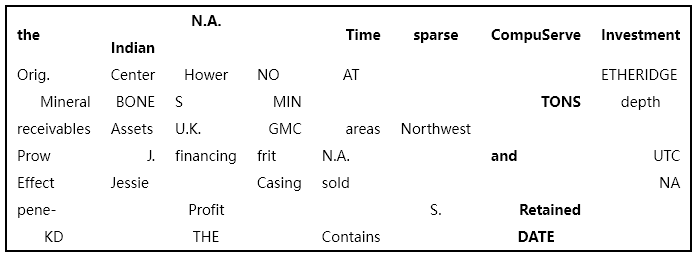 the Indian N.A. Time sparse CompuServe Investment
Orig. Center Hower NO AT ETHERIDGE
Mineral BONE S MIN TONS depth
receivables Assets U.K. GMC areas Northwest
Prow J. financing frit N.A. and UTC
Effect Jessie Casing sold NA
pene- Profit S. Retained
KD THE Contains DATE